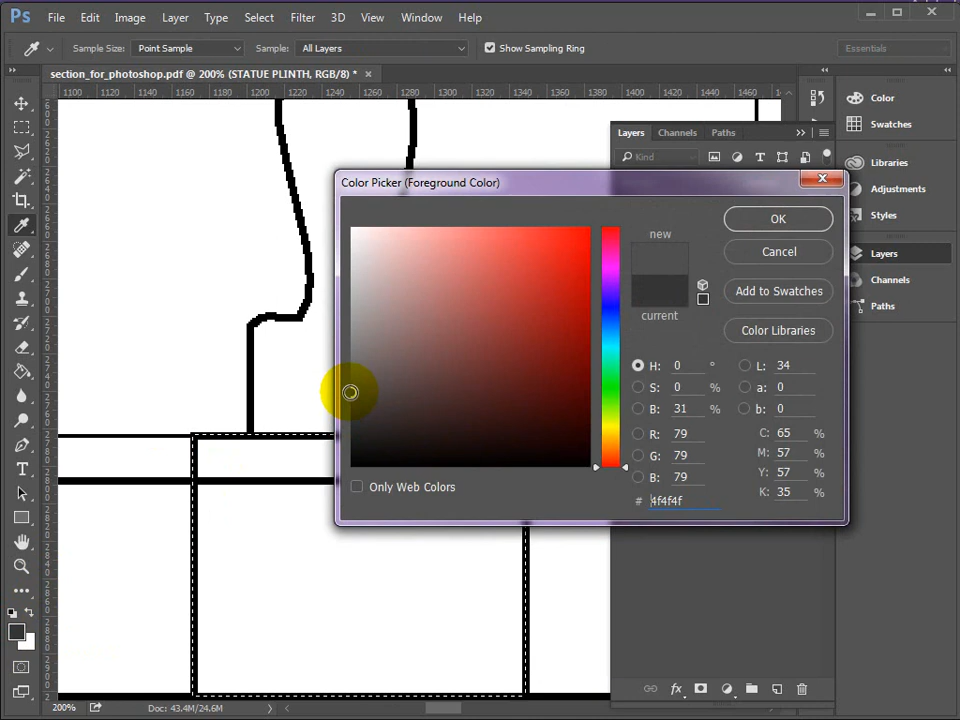 Ps File Edit Image Layer Type Select Filter 3D View Window Help
Sample Size: Point Sample Sample: All Layers Show Sampling Ring Essentials
section_for_photoshop.pdf @ 200% (STATUE PLINTH, RGB/8) * ×
1100 1120 1140 1160 1180 1200 1220 1240 1260 1280 1300 1320 1340 1360 1380 1400 1420 1440 1460
Color
Swatches
Libraries
Adjustments
Styles
Layers
Channels
Paths
Layers Channels Paths
Kind
Color Picker (Foreground Color)
new
current
OK
Cancel
Add to Swatches
Color Libraries
H: 0 ° L: 34
S: 0 % a: 0
B: 31 % b: 0
R: 79 C: 65 %
G: 79 M: 57 %
B: 79 Y: 57 %
# 4f4f4f K: 35 %
Only Web Colors
200% Doc: 43.4M/24.6M